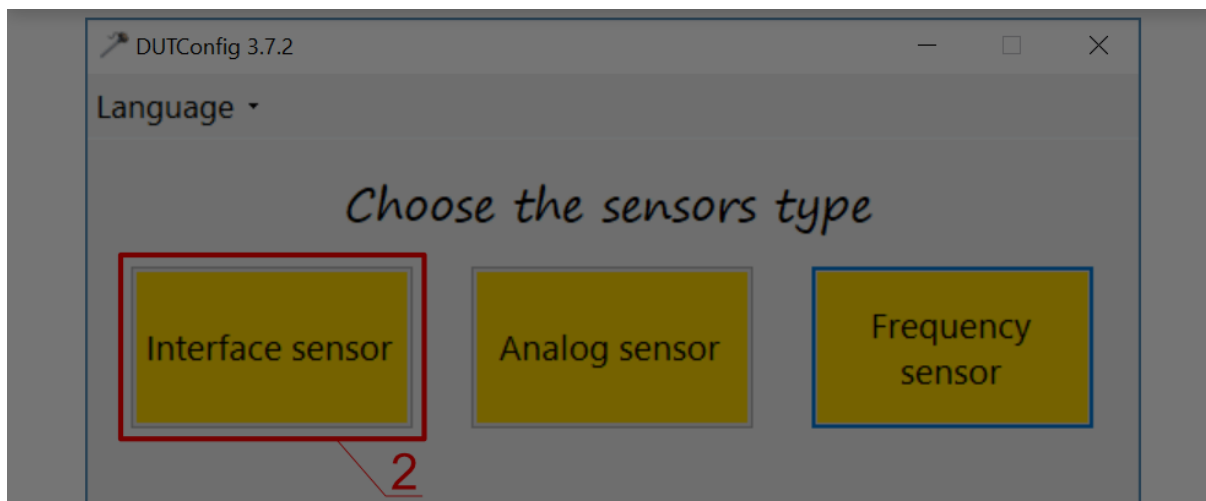 DUTConfig 3.7.2
Language
Choose the sensors type
Interface sensor
Analog sensor
Frequency
sensor
2